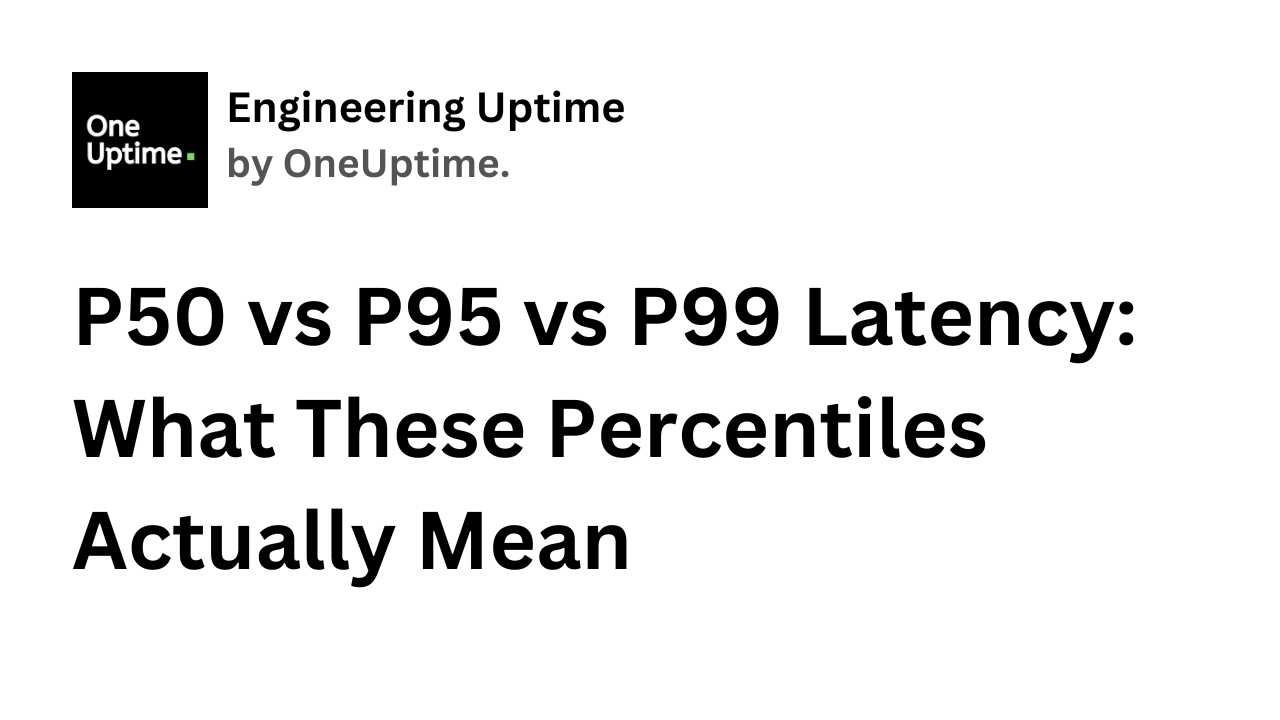 One
Uptime.
Engineering Uptime
by OneUptime.
P50 vs P95 vs P99 Latency:
What These Percentiles
Actually Mean